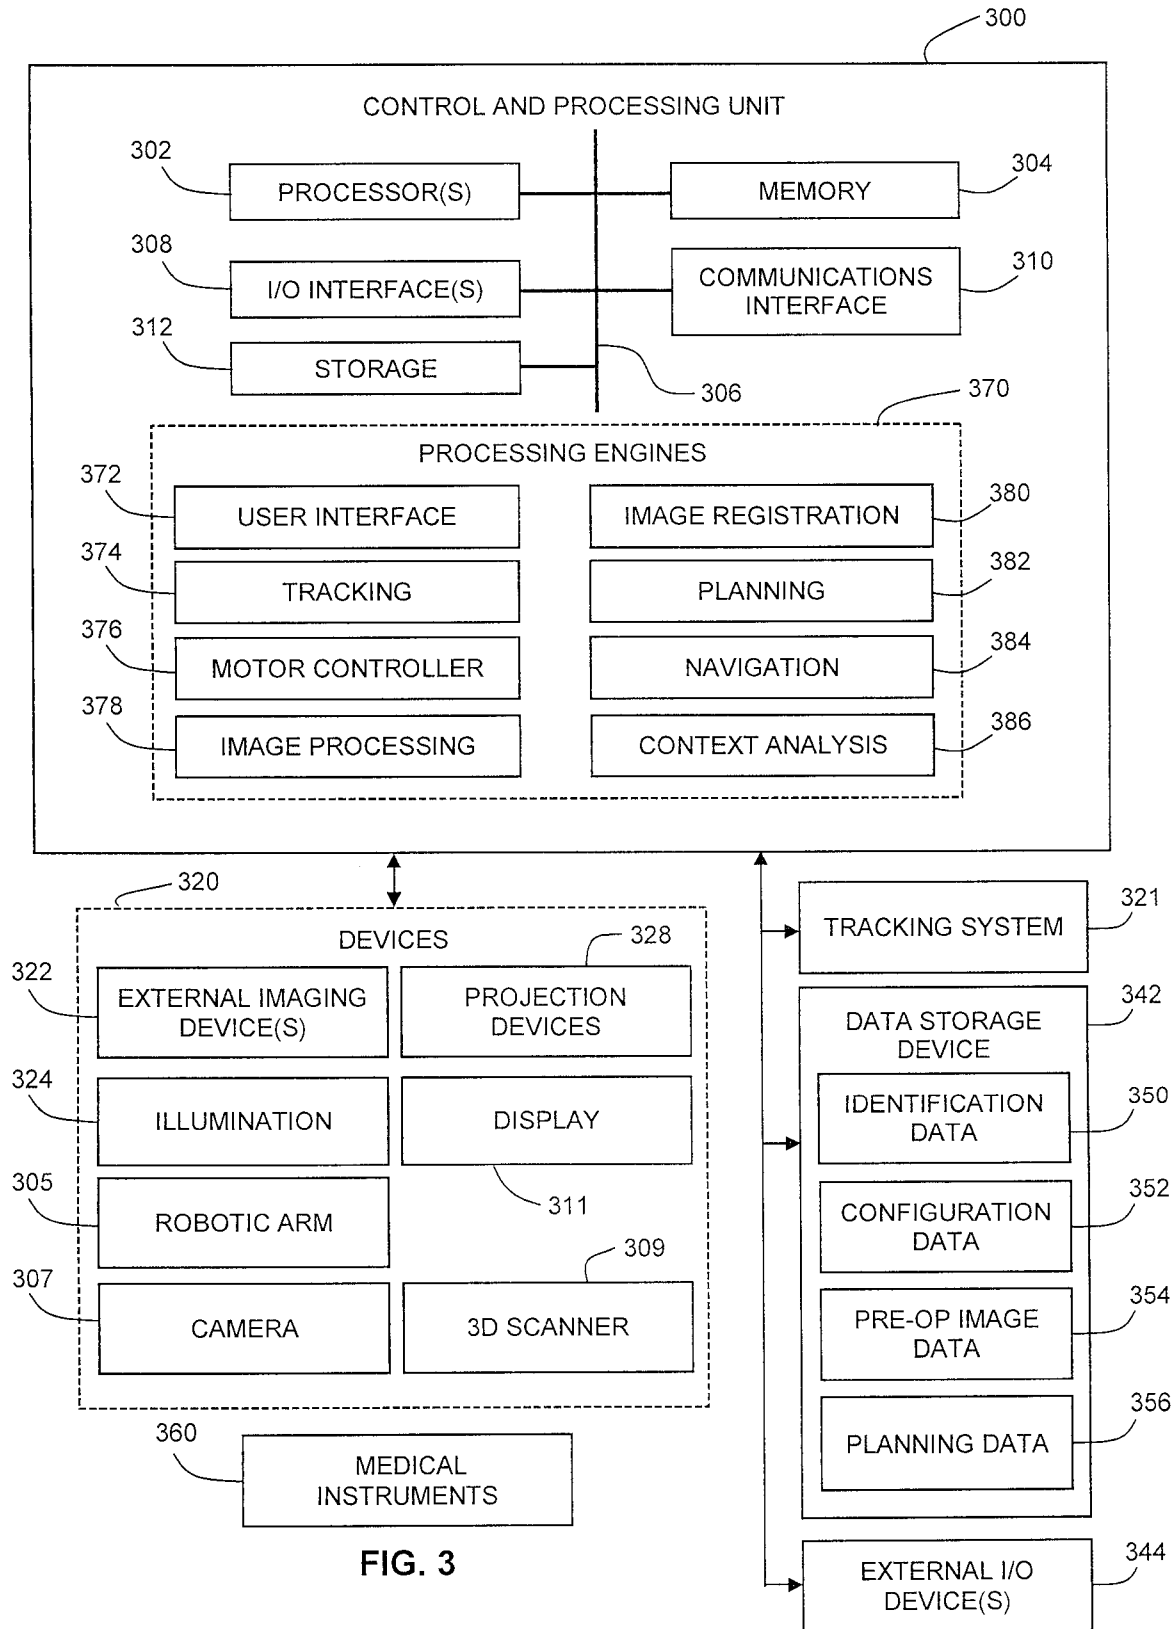 300
CONTROL AND PROCESSING UNIT
302
PROCESSOR(S)
MEMORY
304
308
I/O INTERFACE(S)
COMMUNICATIONS
INTERFACE
310
312
STORAGE
306
370
PROCESSING ENGINES
372
USER INTERFACE
IMAGE REGISTRATION
380
374
TRACKING
PLANNING
382
376
MOTOR CONTROLLER
NAVIGATION
384
378
IMAGE PROCESSING
CONTEXT ANALYSIS
386
320
DEVICES
328
322
EXTERNAL IMAGING
DEVICE(S)
PROJECTION
DEVICES
324
ILLUMINATION
DISPLAY
311
305
ROBOTIC ARM
309
307
CAMERA
3D SCANNER
360
MEDICAL
INSTRUMENTS
TRACKING SYSTEM
321
342
DATA STORAGE
DEVICE
IDENTIFICATION
DATA
350
CONFIGURATION
DATA
352
PRE-OP IMAGE
DATA
354
PLANNING DATA
356
EXTERNAL I/O
DEVICE(S)
344
FIG. 3